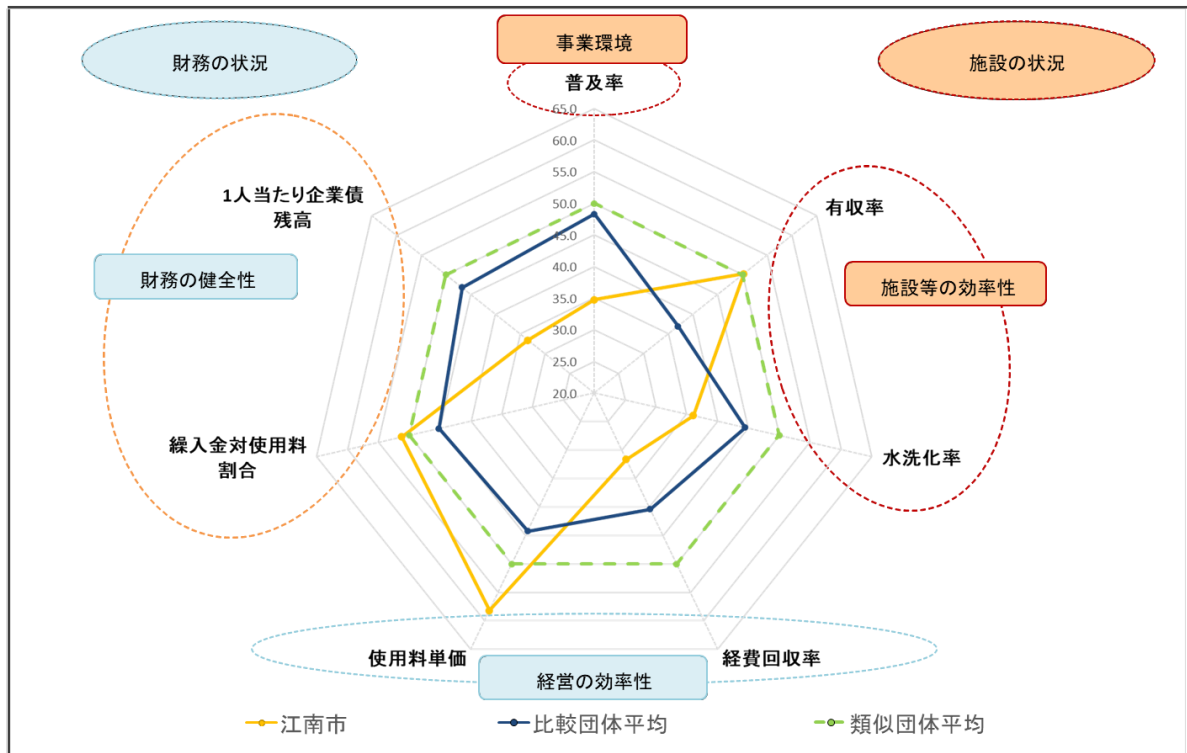 財務の状況
事業環境
施設の状況
普及率
65.0
60.0
55.0
50.0
45.0
40.0
35.0
30.0
25.0
20.0
1人当たり企業債
残高
有収率
財務の健全性
施設等の効率性
繰入金対使用料
割合
水洗化率
使用料単価
経費回収率
経営の効率性
江南市
比較団体平均
類似団体平均